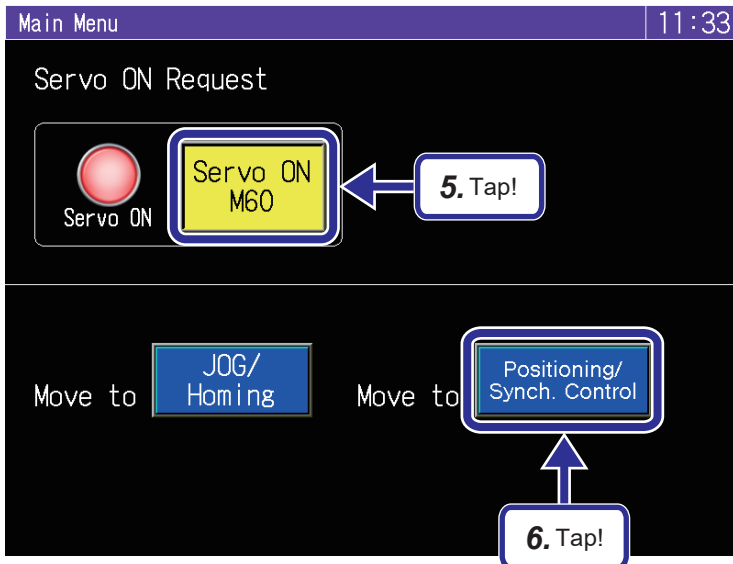 Main Menu
11:33
Servo ON Request
Servo ON
Servo ON
M60
5. Tap!
Move to
JOG/
Homing
Move to
Positioning/
Synch. Control
6. Tap!